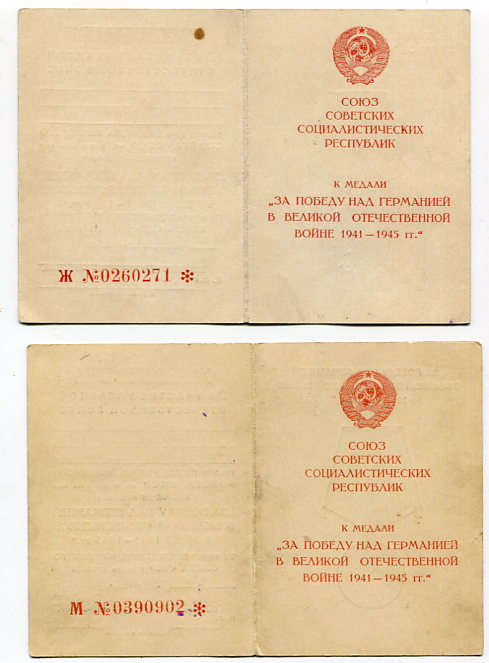 СОЮЗ
СОВЕТСКИХ
СОЦИАЛИСТИЧЕСКИХ
РЕСПУБЛИК
К МЕДАЛИ
„ЗА ПОБЕДУ НАД ГЕРМАНИЕЙ
В ВЕЛИКОЙ ОТЕЧЕСТВЕННОЙ
ВОЙНЕ 1941—1945 гг.“
Ж №0260271 *
СОЮЗ
СОВЕТСКИХ
СОЦИАЛИСТИЧЕСКИХ
РЕСПУБЛИК
К МЕДАЛИ
„ЗА ПОБЕДУ НАД ГЕРМАНИЕЙ
В ВЕЛИКОЙ ОТЕЧЕСТВЕННОЙ
ВОЙНЕ 1941—1945 гг.“
М №0390902 *